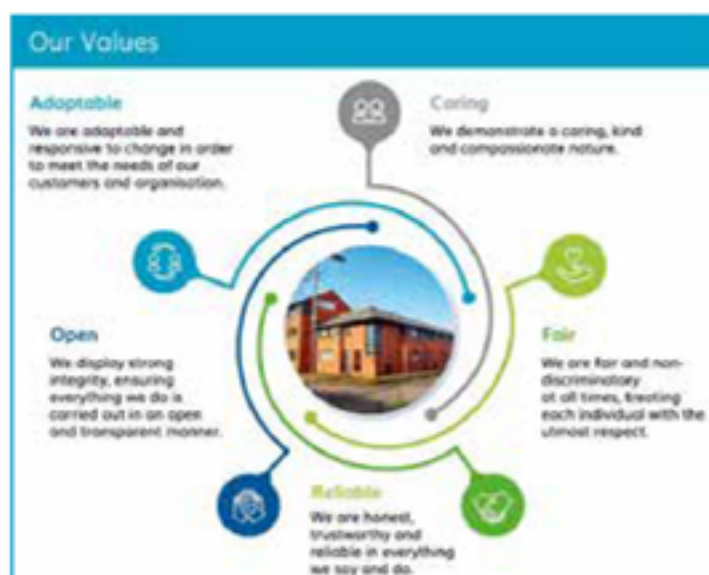 Our Values
Adaptable
We are adaptable and
responsive to change in order
to meet the needs of our
customers and organisation.
Caring
We demonstrate a caring, kind
and compassionate nature.
Open
We display strong
integrity, ensuring
everything we do is
carried out in an open
and transparent manner.
Fair
We are fair and non-
discriminatory
at all times, treating
each individual with the
utmost respect.
Reliable
We are honest,
trustworthy and
reliable in everything
we say and do.